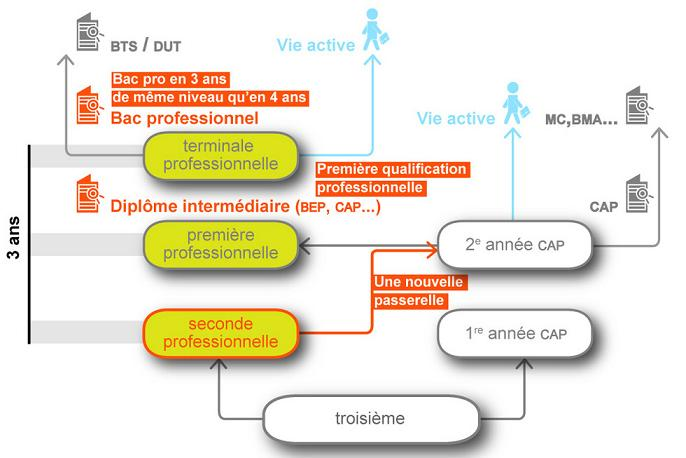 BTS / DUT
Vie active
Bac pro en 3 ans
de même niveau qu'en 4 ans
Bac professionnel
Vie active
MC,BMA...
terminale
professionnelle
Première qualification
professionnelle
Diplôme intermédiaire (BEP, CAP...)
CAP
3 ans
première
professionnelle
2e année CAP
Une nouvelle
passerelle
seconde
professionnelle
1re année CAP
troisième